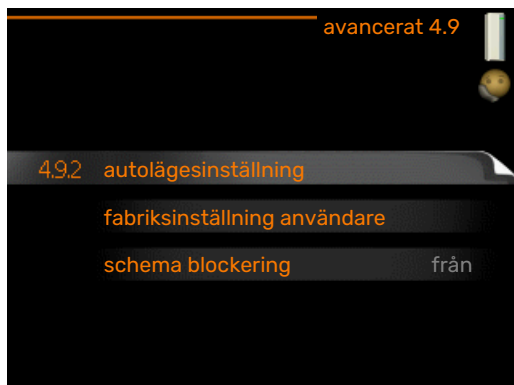 avancerat 4.9
4.9.2 autolägesinställning
fabriksinställning användare
schema blockering från